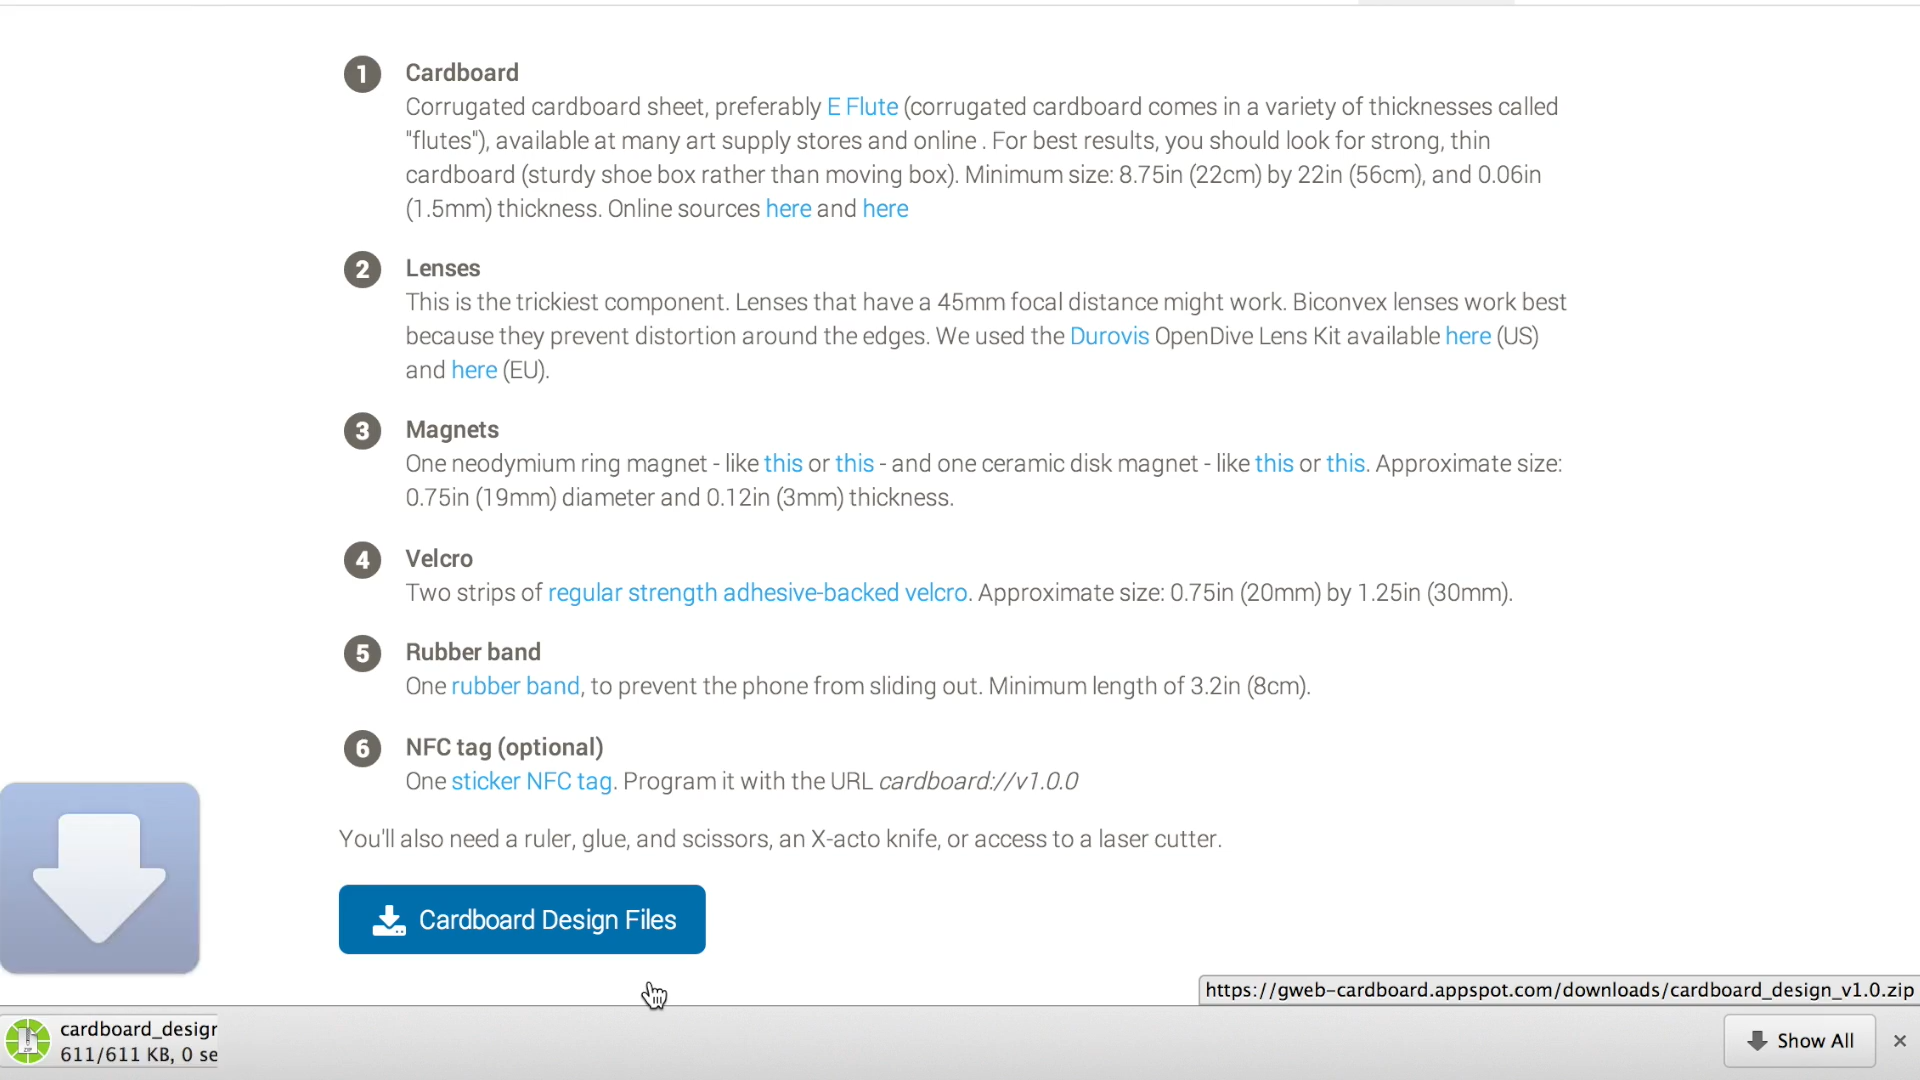 1 Cardboard
Corrugated cardboard sheet, preferably E Flute (corrugated cardboard comes in a variety of thicknesses called
"flutes"), available at many art supply stores and online . For best results, you should look for strong, thin
cardboard (sturdy shoe box rather than moving box). Minimum size: 8.75in (22cm) by 22in (56cm), and 0.06in
(1.5mm) thickness. Online sources here and here
2 Lenses
This is the trickiest component. Lenses that have a 45mm focal distance might work. Biconvex lenses work best
because they prevent distortion around the edges. We used the Durovis OpenDive Lens Kit available here (US)
and here (EU).
3 Magnets
One neodymium ring magnet - like this or this - and one ceramic disk magnet - like this or this. Approximate size:
0.75in (19mm) diameter and 0.12in (3mm) thickness.
4 Velcro
Two strips of regular strength adhesive-backed velcro. Approximate size: 0.75in (20mm) by 1.25in (30mm).
5 Rubber band
One rubber band, to prevent the phone from sliding out. Minimum length of 3.2in (8cm).
6 NFC tag (optional)
One sticker NFC tag. Program it with the URL cardboard://v1.0.0
You'll also need a ruler, glue, and scissors, an X-acto knife, or access to a laser cutter.
Cardboard Design Files
https://gweb-cardboard.appspot.com/downloads/cardboard_design_v1.0.zip
cardboard_design
611/611 KB, 0 se
Show All